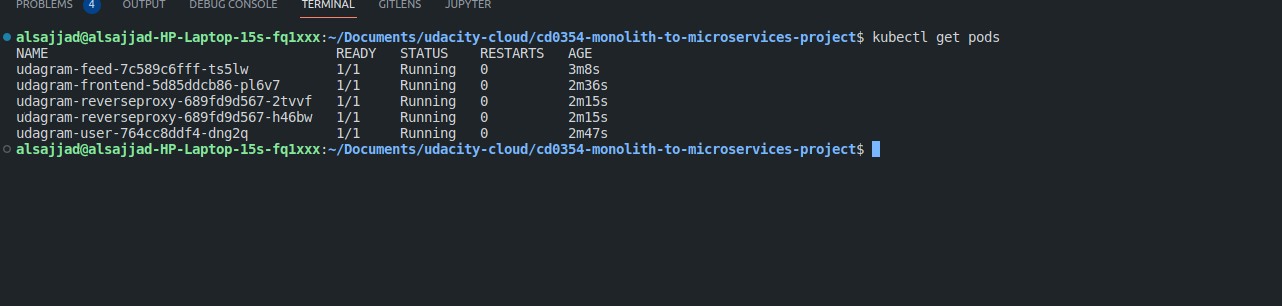 PROBLEMS 4 OUTPUT DEBUG CONSOLE TERMINAL GITLENS JUPYTER
alsajjad@alsajjad-HP-Laptop-15s-fq1xxx:~/Documents/udacity-cloud/cd0354-monolith-to-microservices-project$ kubectl get pods
NAME READY STATUS RESTARTS AGE
udagram-feed-7c589c6fff-ts5lw 1/1 Running 0 3m8s
udagram-frontend-5d85ddcb86-pl6v7 1/1 Running 0 2m36s
udagram-reverseproxy-689fd9d567-2tvvf 1/1 Running 0 2m15s
udagram-reverseproxy-689fd9d567-h46bw 1/1 Running 0 2m15s
udagram-user-764cc8ddf4-dng2q 1/1 Running 0 2m47s
alsajjad@alsajjad-HP-Laptop-15s-fq1xxx:~/Documents/udacity-cloud/cd0354-monolith-to-microservices-project$